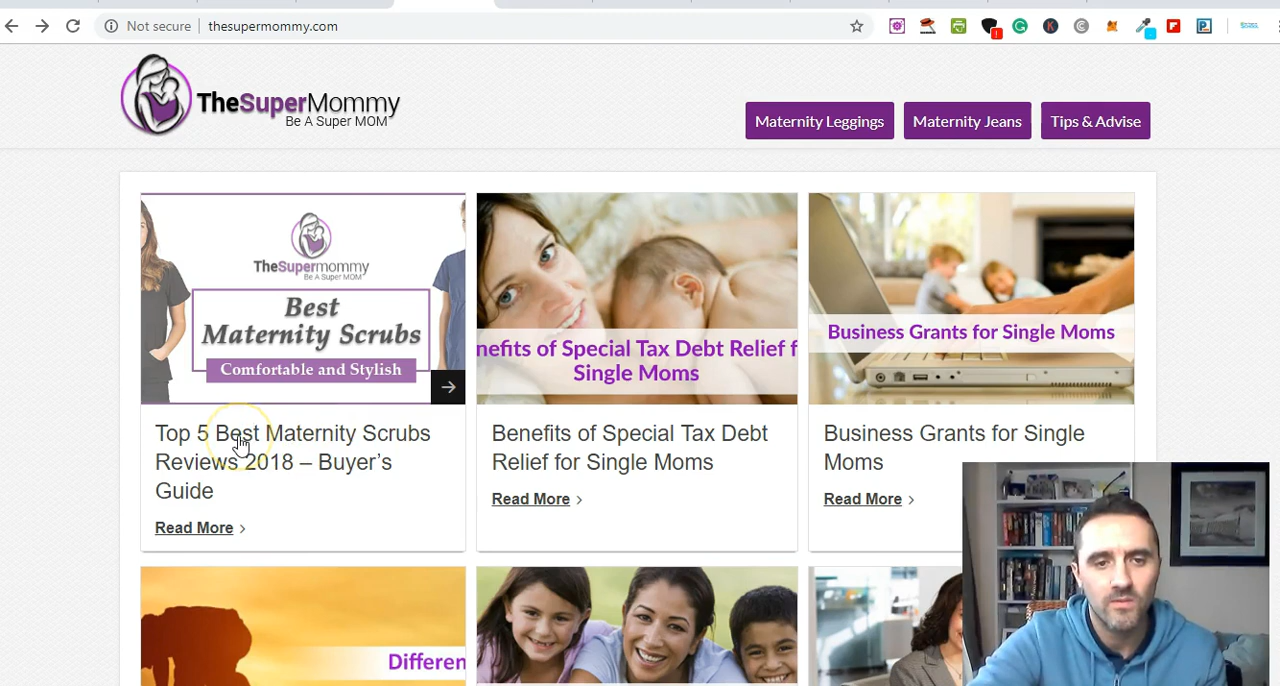 Not secure | thesupermommy.com
TheSuperMommy
Be A Super MOM
Maternity Leggings
Maternity Jeans
Tips & Advise
TheSupermommy
Be A Super MOM
Best
Maternity Scrubs
Comfortable and Stylish
nefits of Special Tax Debt Relief f
Single Moms
Business Grants for Single Moms
Top 5 Best Maternity Scrubs
Reviews 2018 – Buyer's
Guide
Read More
Benefits of Special Tax Debt
Relief for Single Moms
Read More
Business Grants for Single
Moms
Read More
Differen